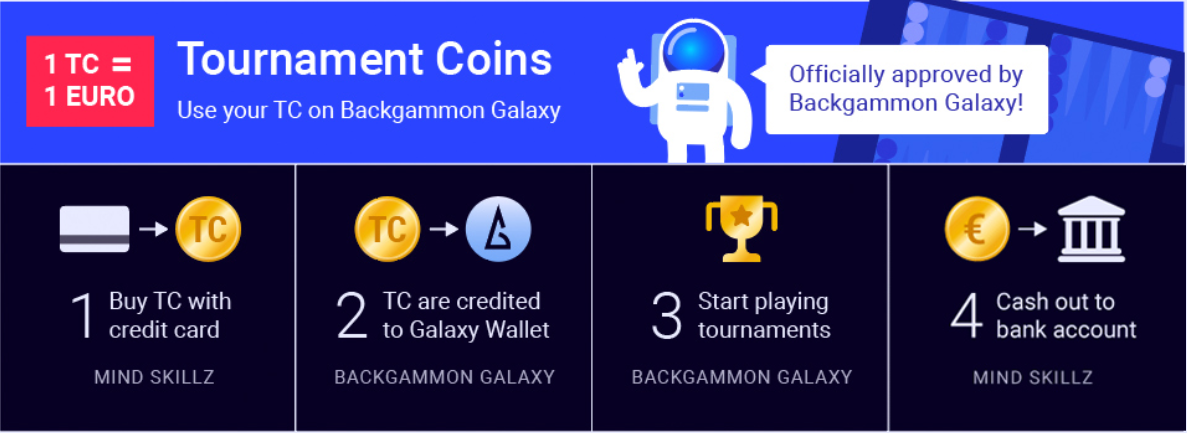 1 TC =
1 EURO
Tournament Coins
Use your TC on Backgammon Galaxy
Officially approved by
Backgammon Galaxy!
TC
TC
€
1 Buy TC with
credit card
MIND SKILLZ
2 TC are credited
to Galaxy Wallet
BACKGAMMON GALAXY
3 Start playing
tournaments
BACKGAMMON GALAXY
4 Cash out to
bank account
MIND SKILLZ